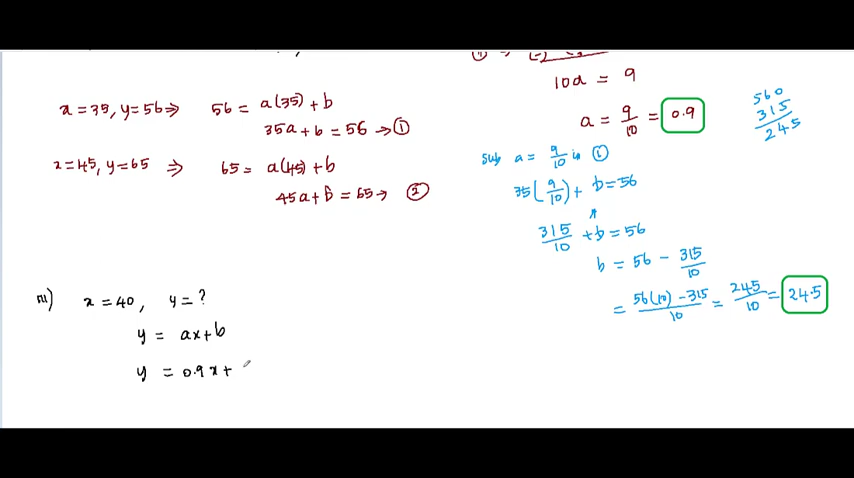 10a = 9
a = 9/10 = 0.9
560
315
245
x = 35, y = 56 ⇒ 56 = a(35) + b
35a + b = 56 → ①
x = 45, y = 65 ⇒ 65 = a(45) + b
45a + b = 65 → ②
Sub a = 9/10 in ①
35(9/10) + b = 56
315/10 + b = 56
b = 56 - 315/10
= 56(10) - 315/10 = 245/10 = 24.5
iii) x = 40, y = ?
y = ax + b
y = 0.9x +